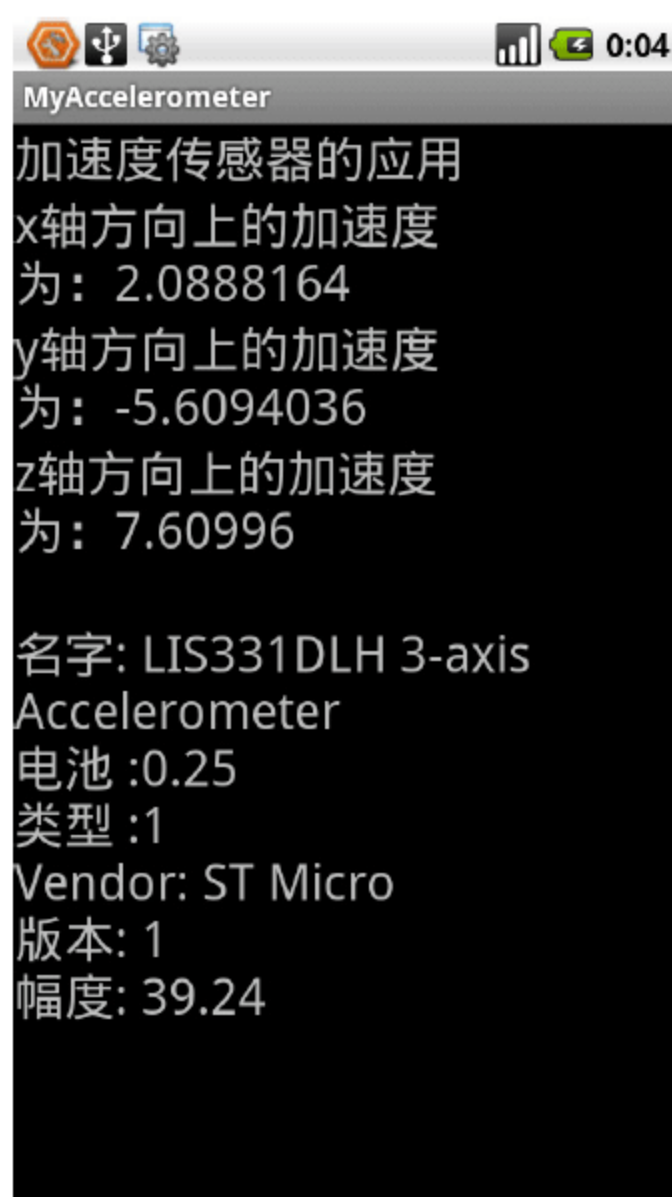 0:04
MyAccelerometer
加速度传感器的应用
x轴方向上的加速度
为：2.0888164
y轴方向上的加速度
为：-5.6094036
z轴方向上的加速度
为：7.60996
名字: LIS331DLH 3-axis
Accelerometer
电池 :0.25
类型 :1
Vendor: ST Micro
版本: 1
幅度: 39.24